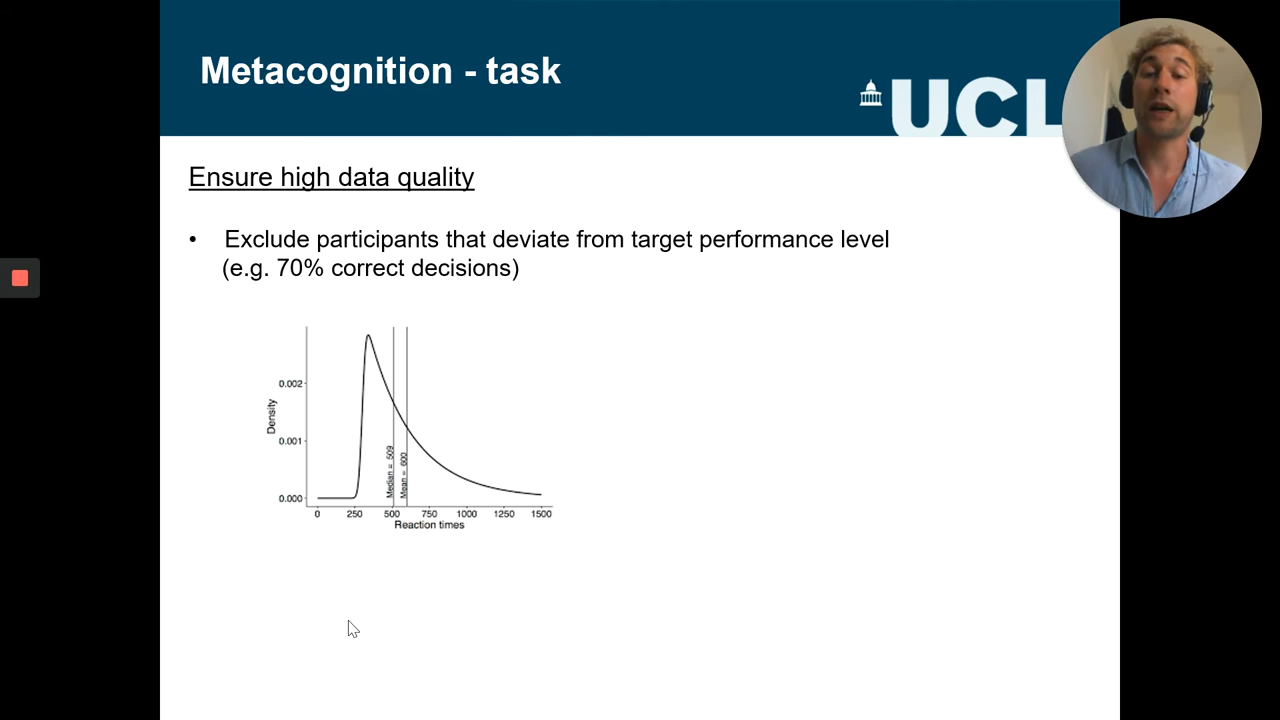 Metacognition - task
UCL
Ensure high data quality
• Exclude participants that deviate from target performance level
(e.g. 70% correct decisions)
Density
0.002
0.001
0.000
Median = 509
Mean = 600
0 250 500 750 1000 1250 1500
Reaction times